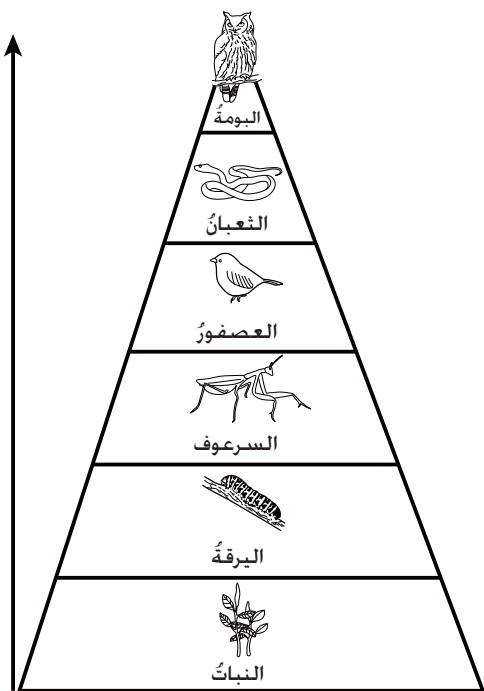 البومةُ
الثعبانُ
العصفورُ
السرعوف
اليرقةُ
النباتُ